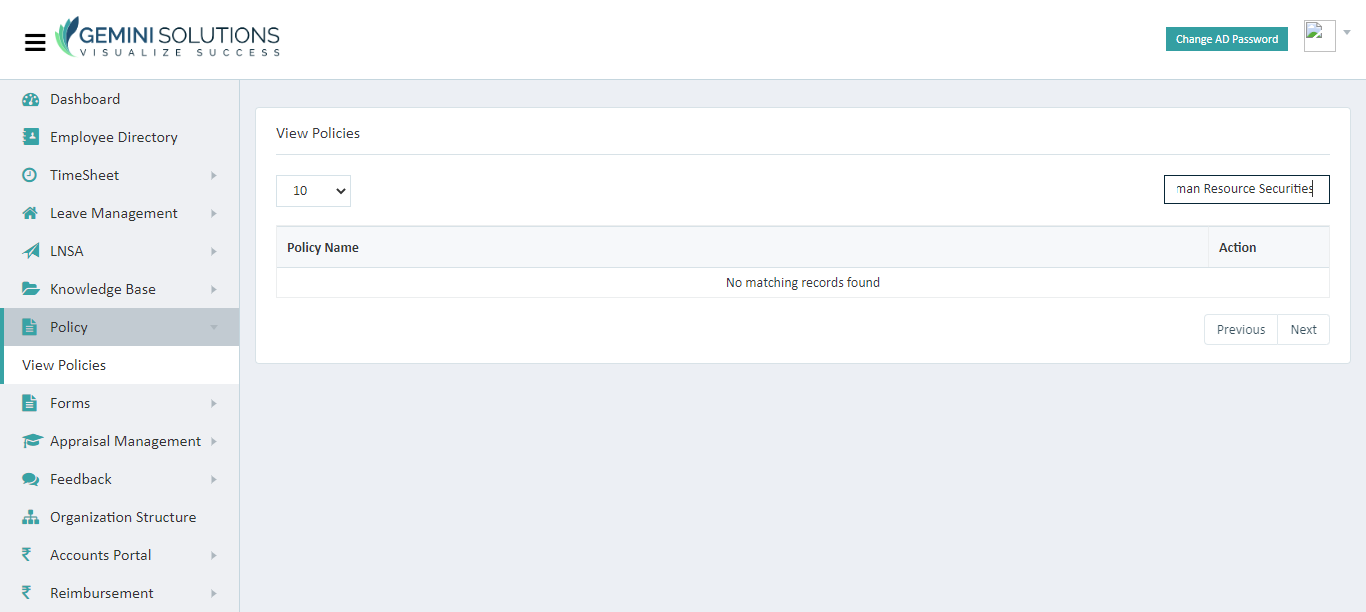 GEMINI SOLUTIONS
VISUALIZE SUCCESS
Change AD Password
Dashboard
Employee Directory
TimeSheet
Leave Management
LNSA
Knowledge Base
Policy
View Policies
Forms
Appraisal Management
Feedback
Organization Structure
Accounts Portal
Reimbursement
View Policies
10
man Resource Securities
Policy Name Action
No matching records found
Previous Next